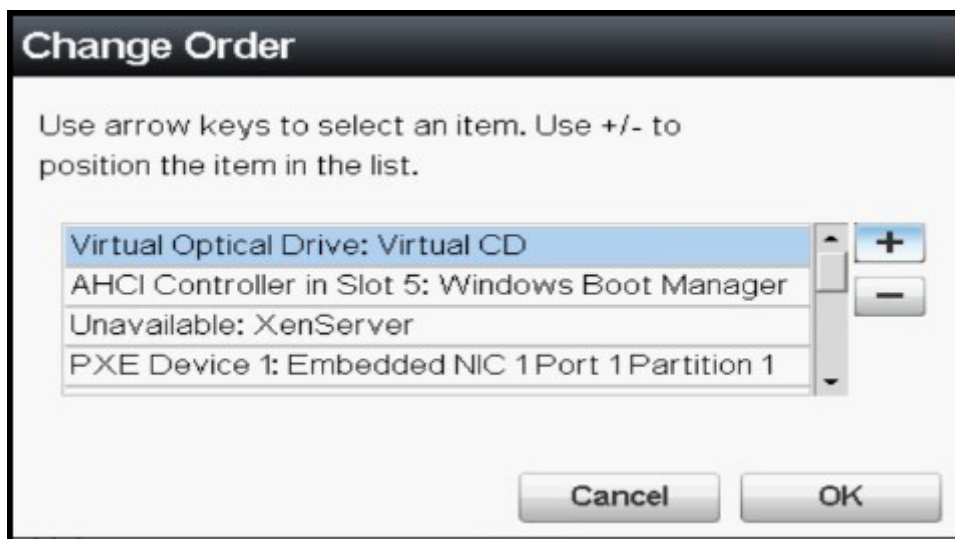 Change Order
Use arrow keys to select an item. Use +/- to
position the item in the list.
Virtual Optical Drive: Virtual CD
+
AHCI Controller in Slot 5: Windows Boot Manager
−
Unavailable: XenServer
PXE Device 1: Embedded NIC 1 Port 1 Partition 1
Cancel OK